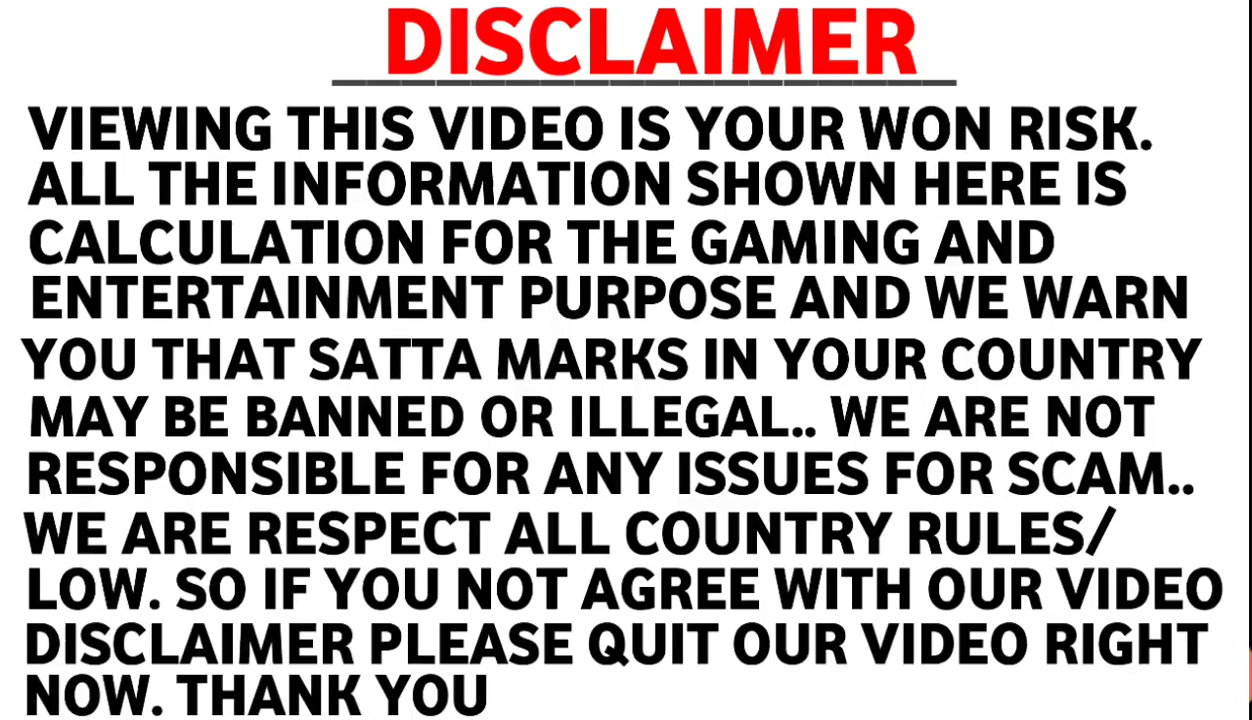 DISCLAIMER
VIEWING THIS VIDEO IS YOUR WON RISK.
ALL THE INFORMATION SHOWN HERE IS
CALCULATION FOR THE GAMING AND
ENTERTAINMENT PURPOSE AND WE WARN
YOU THAT SATTA MARKS IN YOUR COUNTRY
MAY BE BANNED OR ILLEGAL.. WE ARE NOT
RESPONSIBLE FOR ANY ISSUES FOR SCAM..
WE ARE RESPECT ALL COUNTRY RULES/
LOW. SO IF YOU NOT AGREE WITH OUR VIDEO
DISCLAIMER PLEASE QUIT OUR VIDEO RIGHT
NOW. THANK YOU